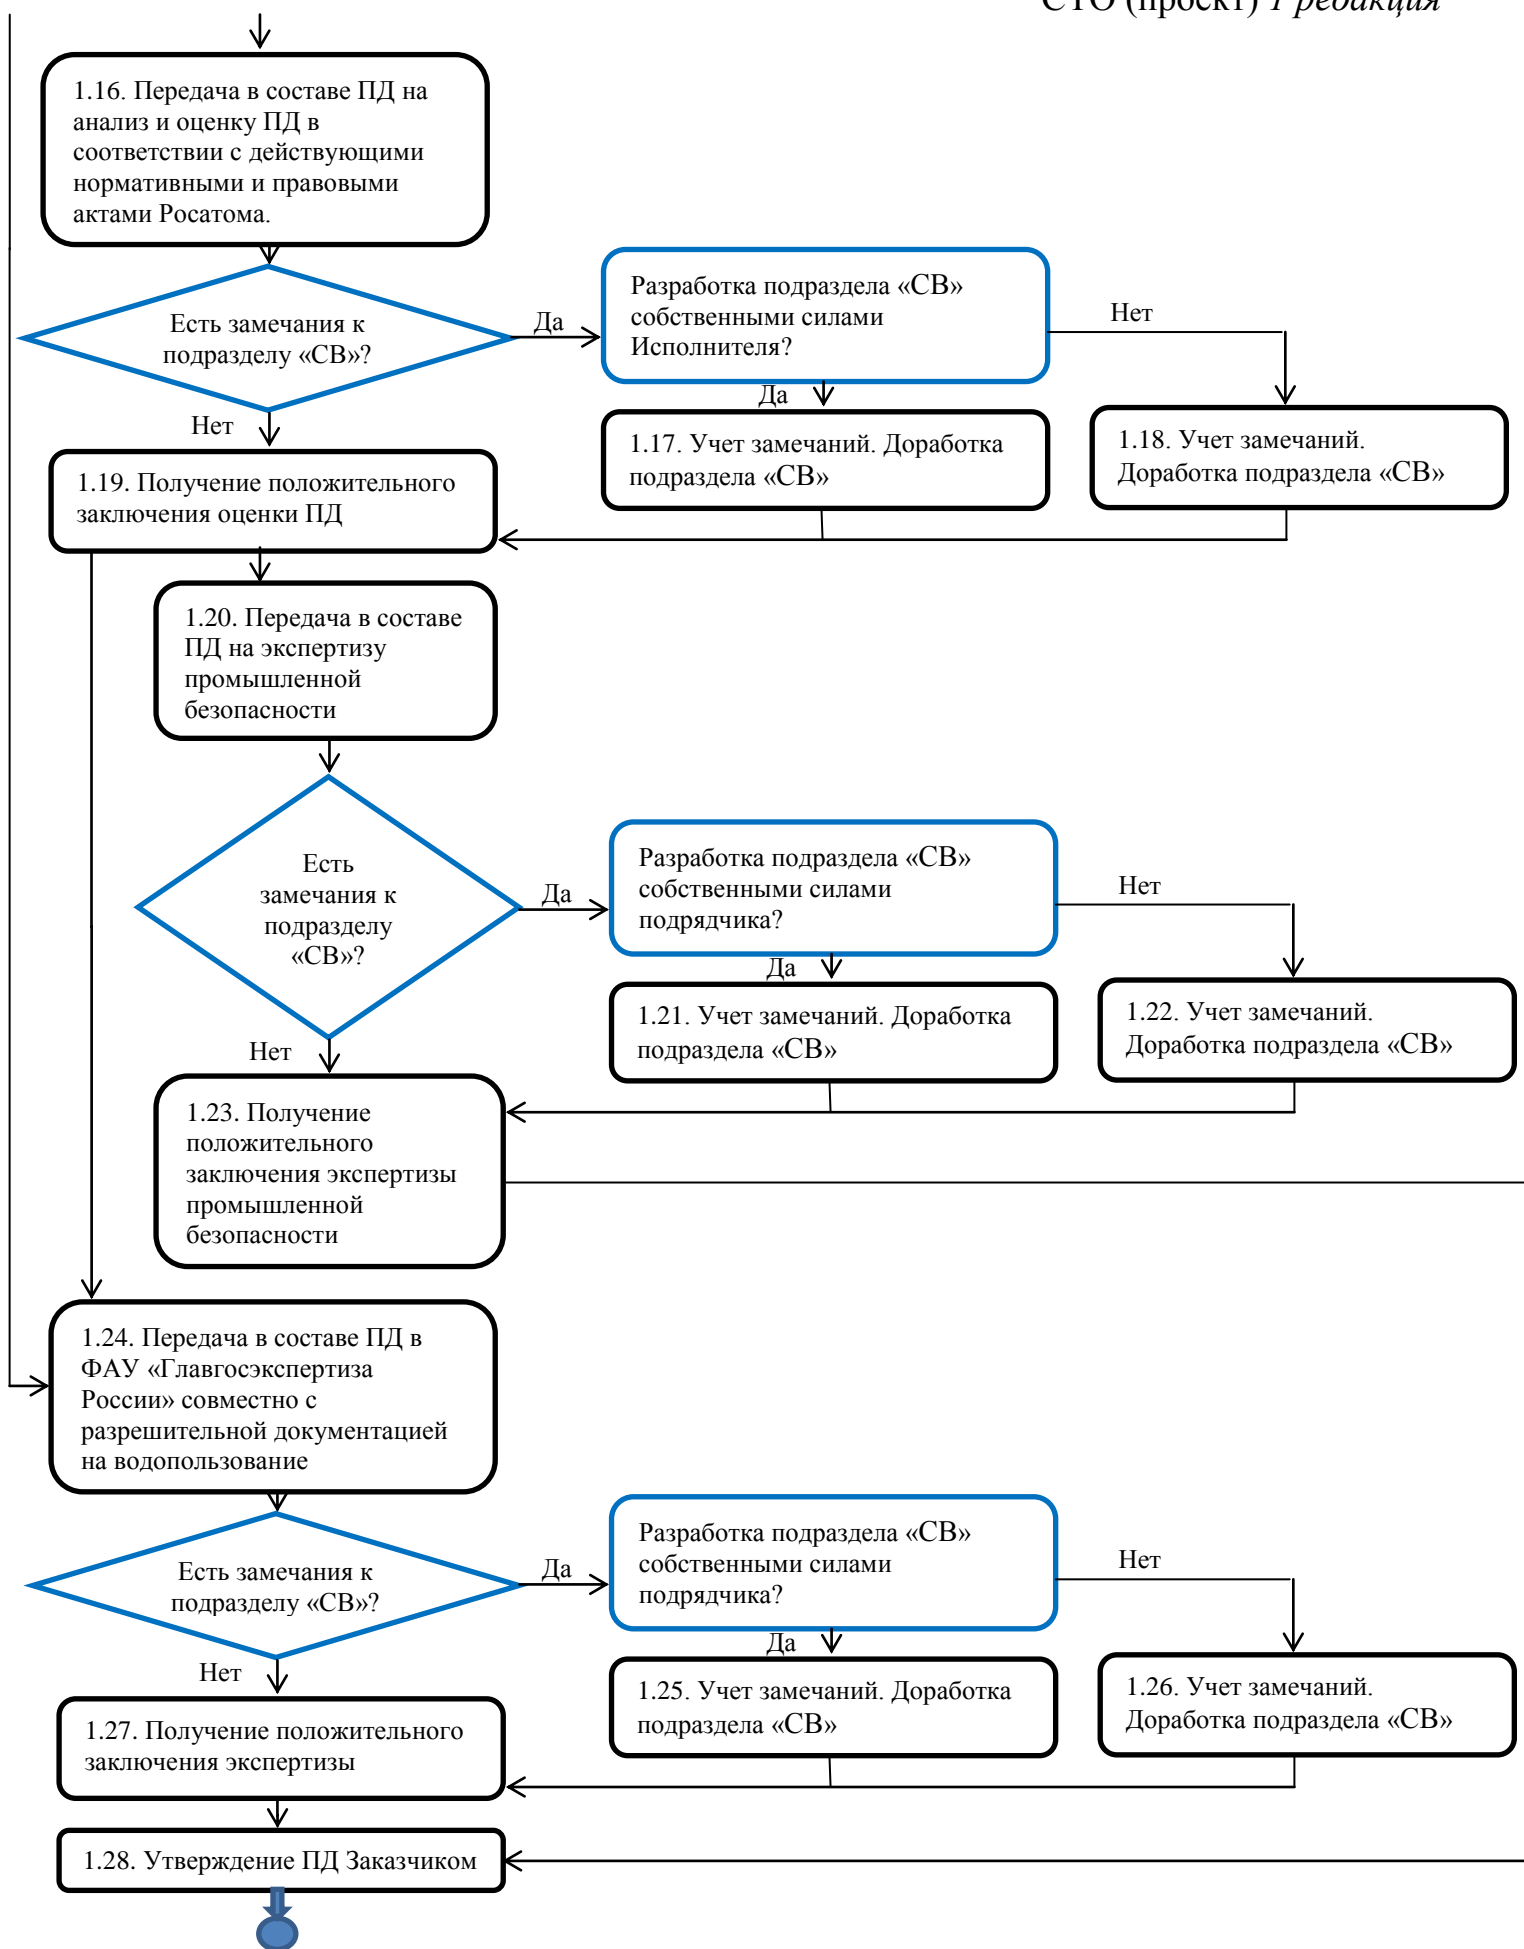 СТО (проект) 1 редакция
1.16. Передача в составе ПД на
анализ и оценку ПД в
соответствии с действующими
нормативными и правовыми
актами Росатома.
Есть замечания к
подразделу «СВ»?
Да
Разработка подраздела «СВ»
собственными силами
Исполнителя?
Нет
Да
Нет
1.17. Учет замечаний. Доработка
подраздела «СВ»
1.18. Учет замечаний.
Доработка подраздела «СВ»
1.19. Получение положительного
заключения оценки ПД
1.20. Передача в составе
ПД на экспертизу
промышленной
безопасности
Есть
замечания к
подразделу
«СВ»?
Да
Разработка подраздела «СВ»
собственными силами
подрядчика?
Нет
Да
Нет
1.21. Учет замечаний. Доработка
подраздела «СВ»
1.22. Учет замечаний.
Доработка подраздела «СВ»
1.23. Получение
положительного
заключения экспертизы
промышленной
безопасности
1.24. Передача в составе ПД в
ФАУ «Главгосэкспертиза
России» совместно с
разрешительной документацией
на водопользование
Есть замечания к
подразделу «СВ»?
Да
Разработка подраздела «СВ»
собственными силами
подрядчика?
Нет
Да
Нет
1.25. Учет замечаний. Доработка
подраздела «СВ»
1.26. Учет замечаний.
Доработка подраздела «СВ»
1.27. Получение положительного
заключения экспертизы
1.28. Утверждение ПД Заказчиком